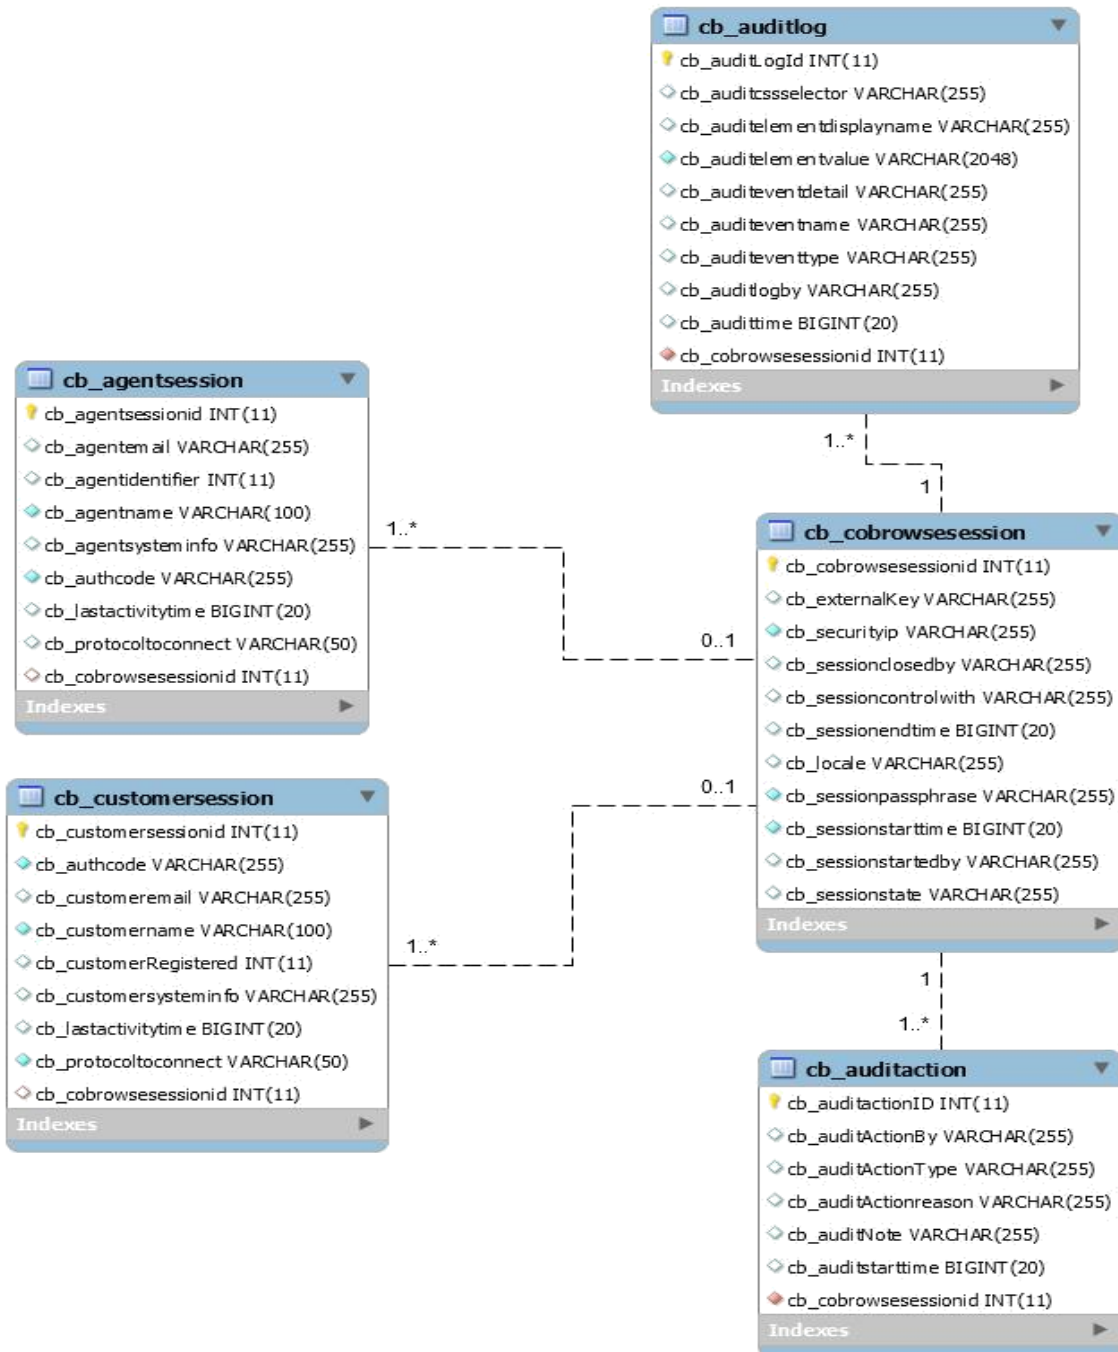 cb_auditlog
cb_auditLogId INT(11)
cb_auditcssselector VARCHAR(255)
cb_auditelementdisplayname VARCHAR(255)
cb_auditelementvalue VARCHAR(2048)
cb_auditeventdetail VARCHAR(255)
cb_auditeventname VARCHAR(255)
cb_auditeventtype VARCHAR(255)
cb_auditlogby VARCHAR(255)
cb_audittime BIGINT(20)
cb_cobrowsesessionid INT(11)
Indexes
1..*
1
cb_agentsession
cb_agentsessionid INT(11)
cb_agentemail VARCHAR(255)
cb_agentidentifier INT(11)
cb_agentname VARCHAR(100)
cb_agentsysteminfo VARCHAR(255)
cb_authcode VARCHAR(255)
cb_lastactivitytime BIGINT(20)
cb_protocoltoconnect VARCHAR(50)
cb_cobrowsesessionid INT(11)
Indexes
1..*
0..1
cb_cobrowsesession
cb_cobrowsesessionid INT(11)
cb_externalKey VARCHAR(255)
cb_securityip VARCHAR(255)
cb_sessionclosedby VARCHAR(255)
cb_sessioncontrolwith VARCHAR(255)
cb_sessionendtime BIGINT(20)
cb_locale VARCHAR(255)
cb_sessionpassphrase VARCHAR(255)
cb_sessionstarttime BIGINT(20)
cb_sessionstartedby VARCHAR(255)
cb_sessionstate VARCHAR(255)
Indexes
0..1
1..*
cb_customersession
cb_customersessionid INT(11)
cb_authcode VARCHAR(255)
cb_customeremail VARCHAR(255)
cb_customername VARCHAR(100)
cb_customerRegistered INT(11)
cb_customersysteminfo VARCHAR(255)
cb_lastactivitytime BIGINT(20)
cb_protocoltoconnect VARCHAR(50)
cb_cobrowsesessionid INT(11)
Indexes
1
1..*
cb_auditaction
cb_auditactionID INT(11)
cb_auditActionBy VARCHAR(255)
cb_auditActionType VARCHAR(255)
cb_auditActionreason VARCHAR(255)
cb_auditNote VARCHAR(255)
cb_auditstarttime BIGINT(20)
cb_cobrowsesessionid INT(11)
Indexes